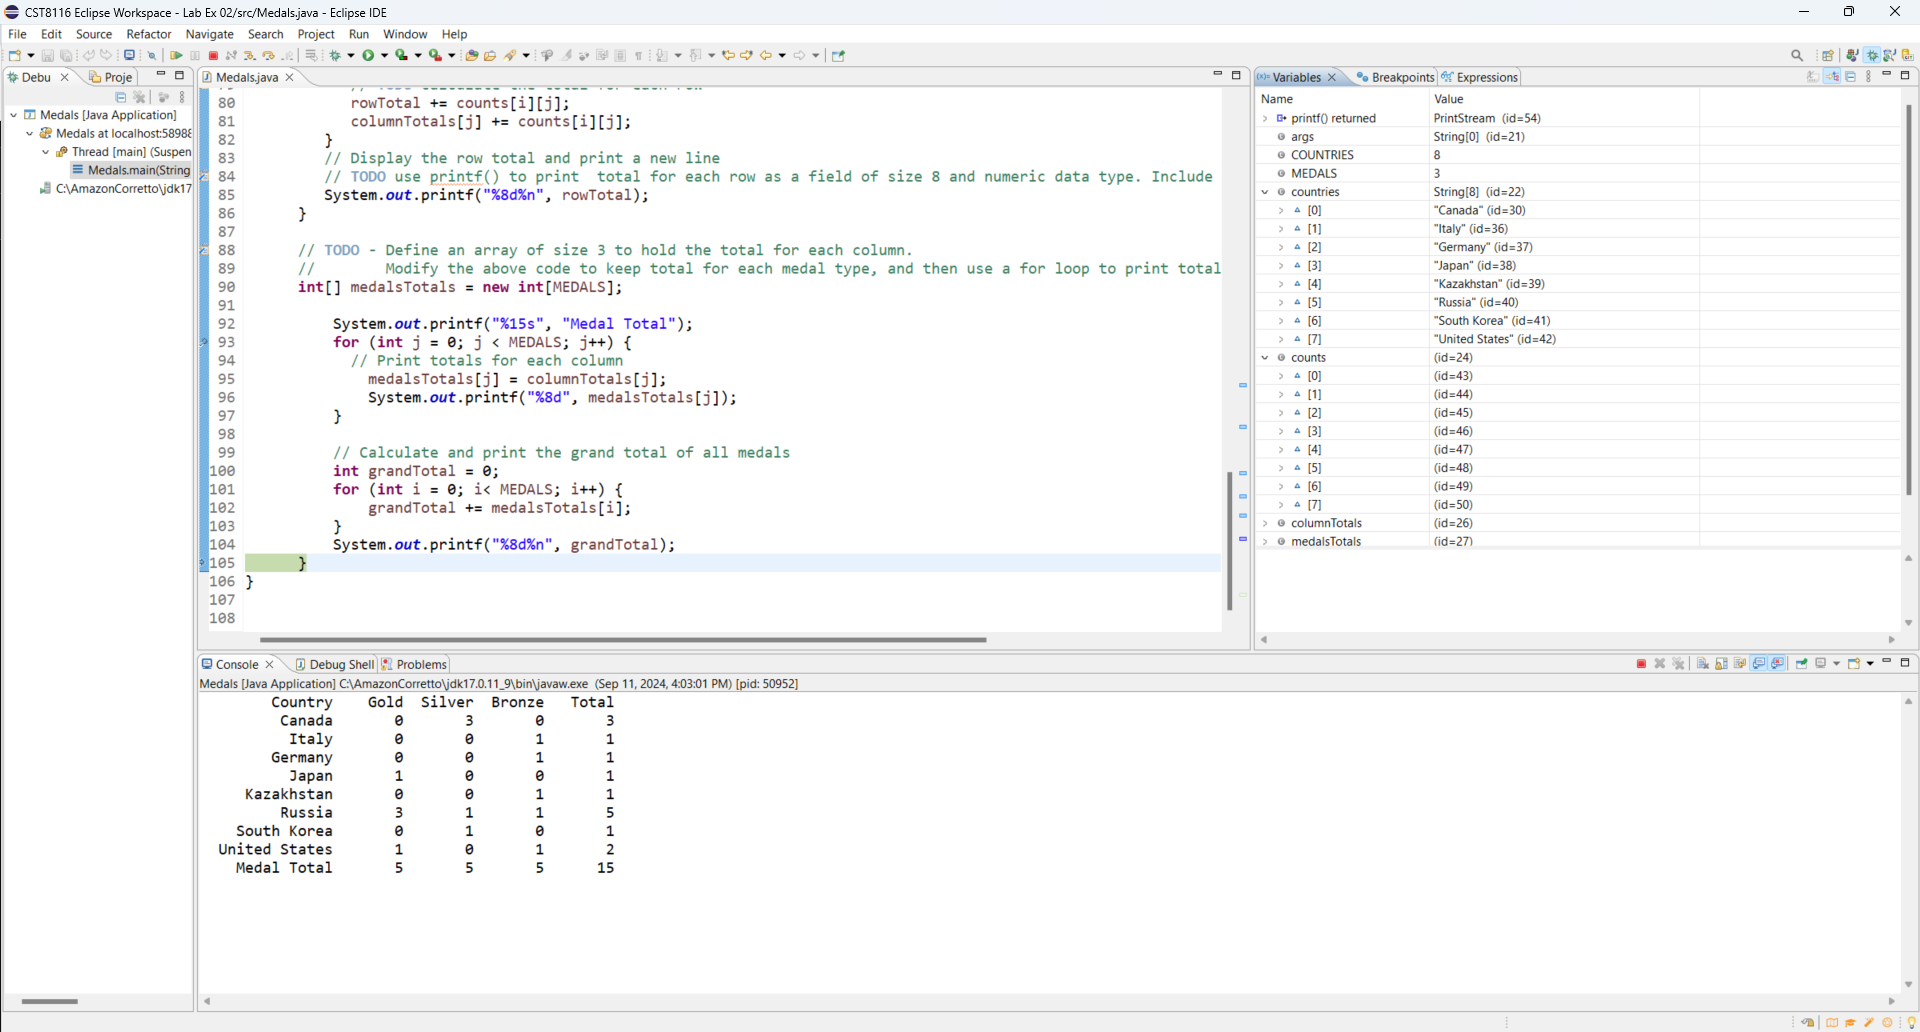 CST8116 Eclipse Workspace - Lab Ex 02/src/Medals.java - Eclipse IDE
File Edit Source Refactor Navigate Search Project Run Window Help
Debu Proje
Medals [Java Application]
Medals at localhost:58988
Thread [main] (Suspen
Medals.main(String
C:\AmazonCorretto\jdk17
Medals.java
80 rowTotal += counts[i][j];
81 columnTotals[j] += counts[i][j];
82 }
83 // Display the row total and print a new line
84 // TODO use printf() to print  total for each row as a field of size 8 and numeric data type. Include
85 System.out.printf("%8d%n", rowTotal);
86 }
87
88 // TODO - Define an array of size 3 to hold the total for each column.
89 //        Modify the above code to keep total for each medal type, and then use a for loop to print total
90 int[] medalsTotals = new int[MEDALS];
91
92 System.out.printf("%15s", "Medal Total");
93 for (int j = 0; j < MEDALS; j++) {
94 // Print totals for each column
95 medalsTotals[j] = columnTotals[j];
96 System.out.printf("%8d", medalsTotals[j]);
97 }
98
99 // Calculate and print the grand total of all medals
100 int grandTotal = 0;
101 for (int i = 0; i< MEDALS; i++) {
102 grandTotal += medalsTotals[i];
103 }
104 System.out.printf("%8d%n", grandTotal);
105 }
106 }
107
108
Variables Breakpoints Expressions
Name Value
printf() returned PrintStream (id=54)
args String[0] (id=21)
COUNTRIES 8
MEDALS 3
countries String[8] (id=22)
[0] "Canada" (id=30)
[1] "Italy" (id=36)
[2] "Germany" (id=37)
[3] "Japan" (id=38)
[4] "Kazakhstan" (id=39)
[5] "Russia" (id=40)
[6] "South Korea" (id=41)
[7] "United States" (id=42)
counts (id=24)
[0] (id=43)
[1] (id=44)
[2] (id=45)
[3] (id=46)
[4] (id=47)
[5] (id=48)
[6] (id=49)
[7] (id=50)
columnTotals (id=26)
medalsTotals (id=27)
Console Debug Shell Problems
Medals [Java Application] C:\AmazonCorretto\jdk17.0.11_9\bin\javaw.exe (Sep 11, 2024, 4:03:01 PM) [pid: 50952]
Country Gold Silver Bronze Total
Canada 0 3 0 3
Italy 0 0 1 1
Germany 0 0 1 1
Japan 1 0 0 1
Kazakhstan 0 0 1 1
Russia 3 1 1 5
South Korea 0 1 0 1
United States 1 0 1 2
Medal Total 5 5 5 15